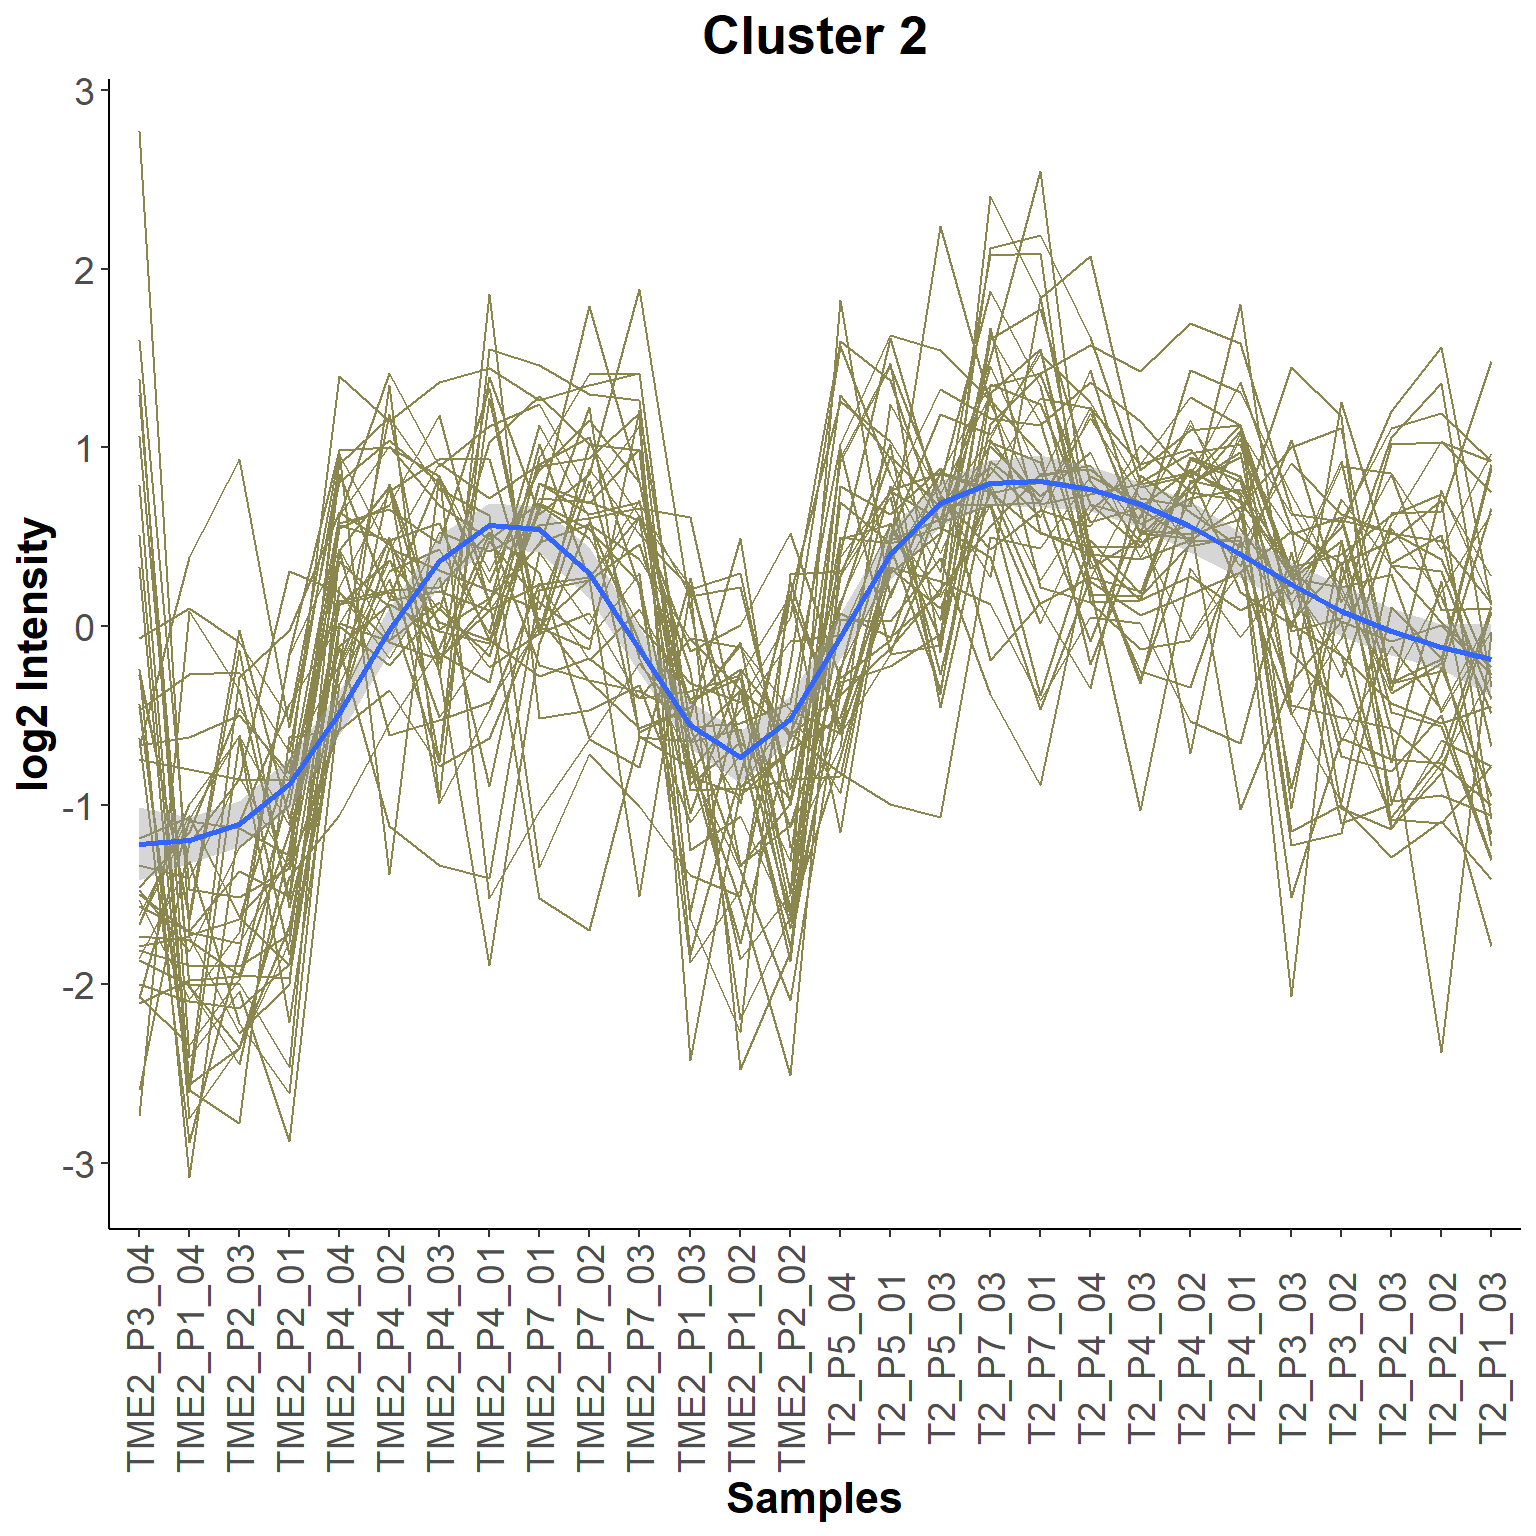 Cluster 2
log2 Intensity
3
2
1
0
-1
-2
-3
TME2_P3_04
TME2_P1_04
TME2_P2_03
TME2_P2_01
TME2_P4_04
TME2_P4_02
TME2_P4_03
TME2_P4_01
TME2_P7_01
TME2_P7_02
TME2_P7_03
TME2_P1_03
TME2_P1_02
TME2_P2_02
T2_P5_04
T2_P5_01
T2_P5_03
T2_P7_03
T2_P7_01
T2_P4_04
T2_P4_03
T2_P4_02
T2_P4_01
T2_P3_03
T2_P3_02
T2_P2_03
T2_P2_02
T2_P1_03
Samples